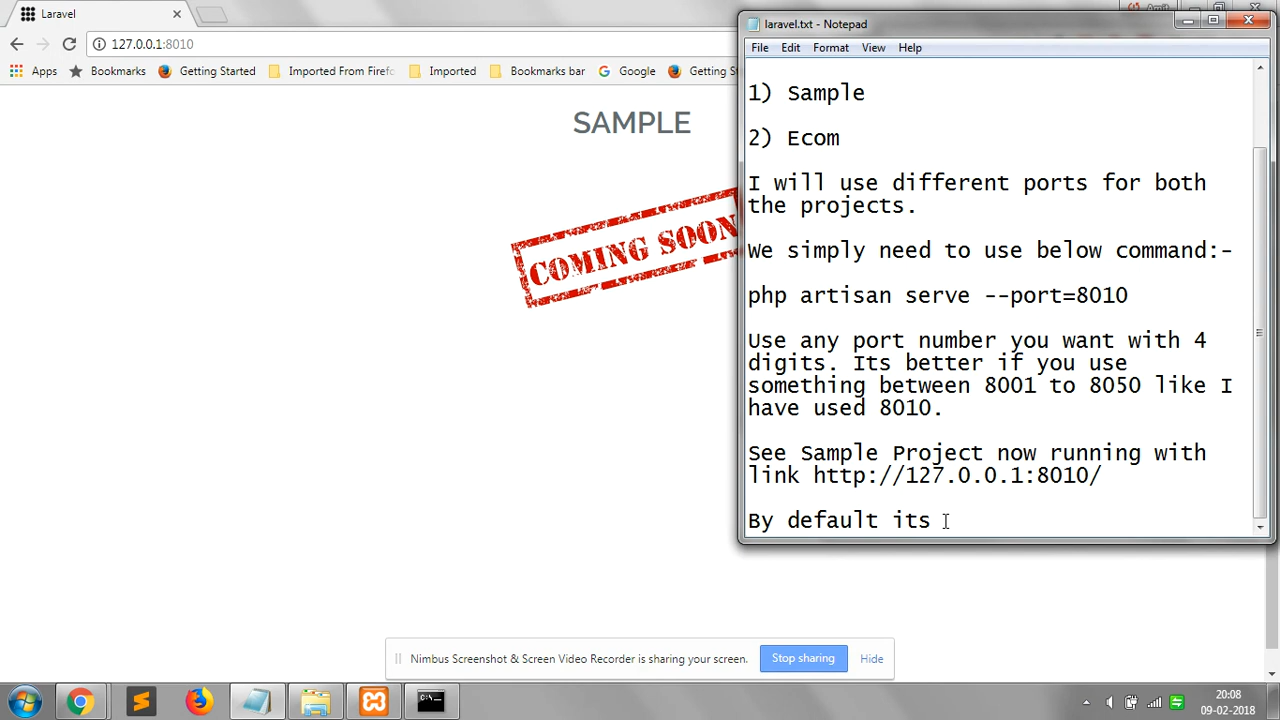 Laravel
127.0.0.1:8010
Apps Bookmarks Getting Started Imported From Firefo Imported Bookmarks bar Google Getting St
SAMPLE
COMING SOON
laravel.txt - Notepad
File Edit Format View Help
1) Sample
2) Ecom
I will use different ports for both
the projects.
We simply need to use below command:-
php artisan serve --port=8010
Use any port number you want with 4
digits. Its better if you use
something between 8001 to 8050 like I
have used 8010.
See Sample Project now running with
link http://127.0.0.1:8010/
By default its
Nimbus Screenshot & Screen Video Recorder is sharing your screen. Stop sharing Hide
20:08
09-02-2018